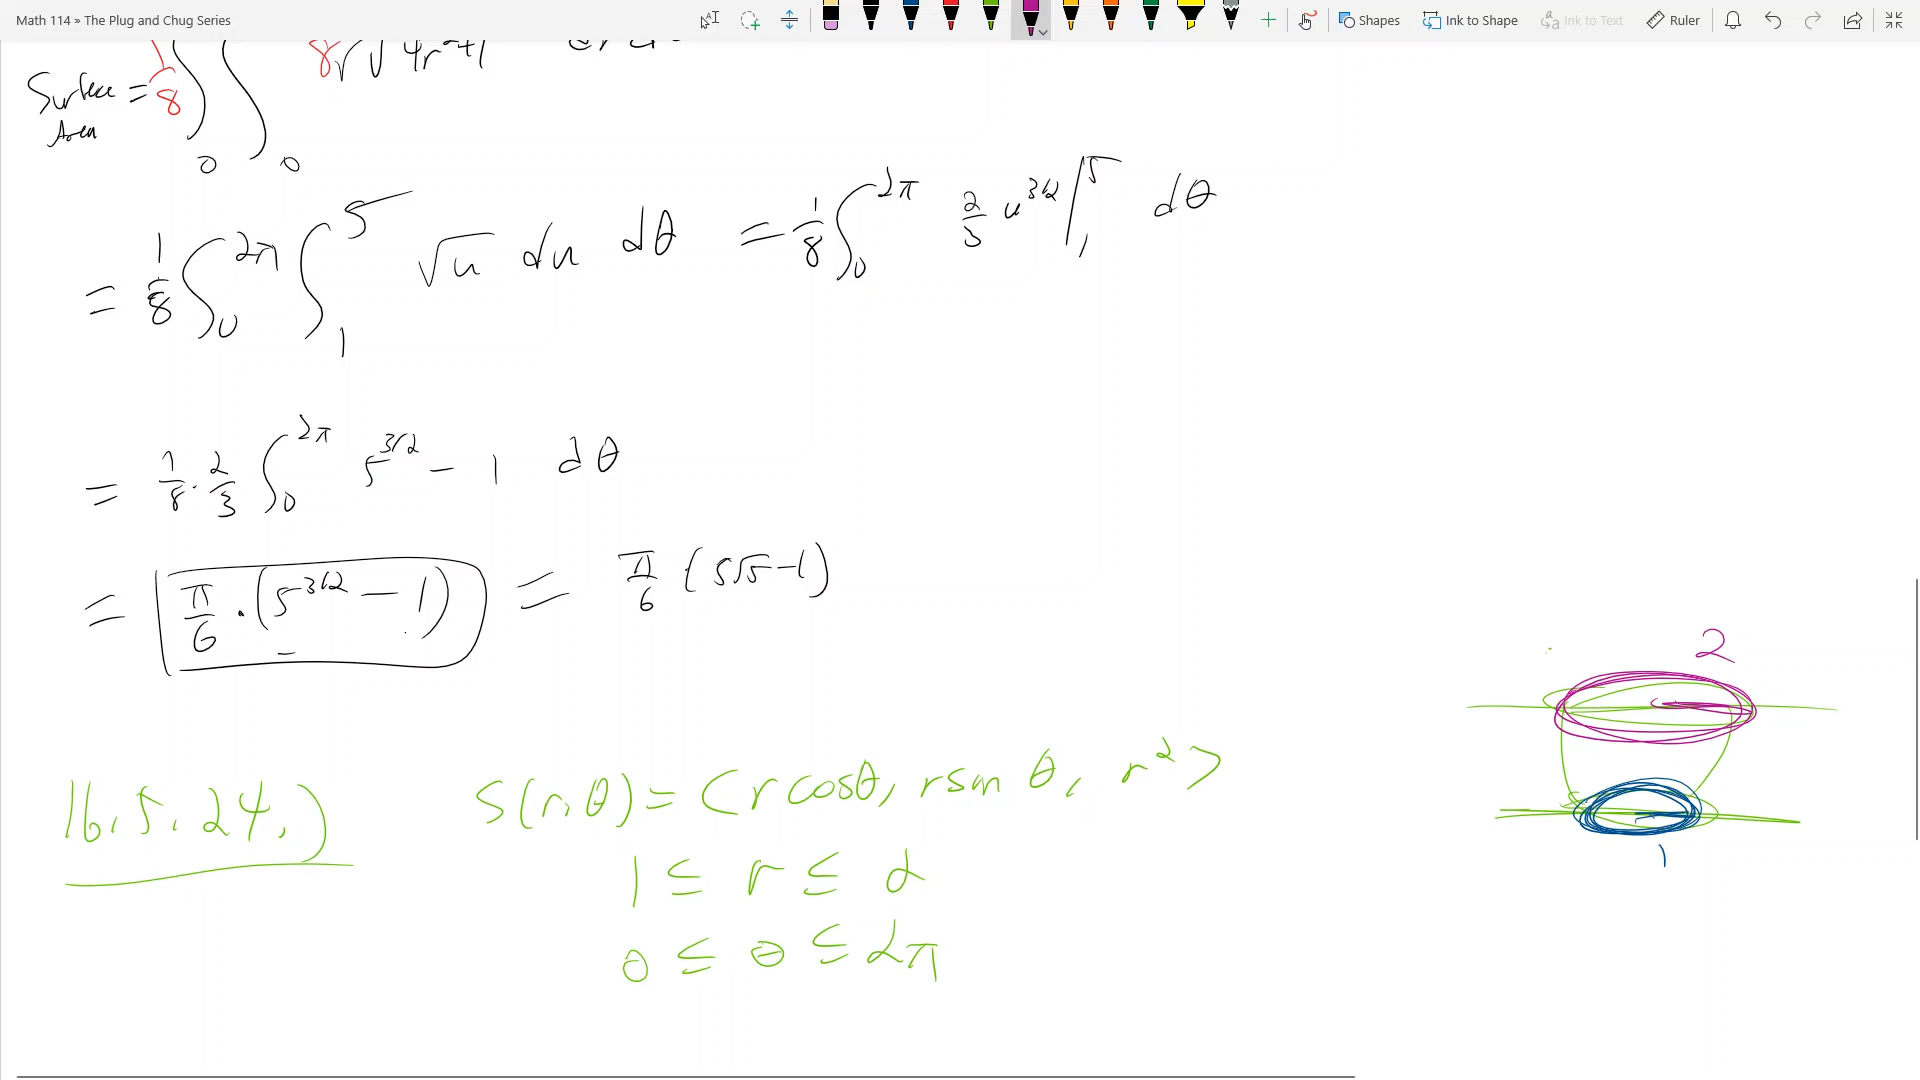 Math 114 » The Plug and Chug Series
Shapes
Ink to Shape
Ink to Text
Ruler
Surface Area = 1/8 ∫₀ ∫₀ 8r √4r²+1
= 1/8 ∫₀^2π ∫₁^5 √u du dθ = 1/8 ∫₀^2π 2/3 u^3/2 |₁^5 dθ
= 1/8 · 2/3 ∫₀^2π 5^3/2 - 1 dθ
= π/6 · (5^3/2 - 1) = π/6 (5√5 - 1)
2
16.5.24.) S(r,θ) = <r cosθ, r sin θ, r²>
1
1 ≤ r ≤ 2
0 ≤ θ ≤ 2π